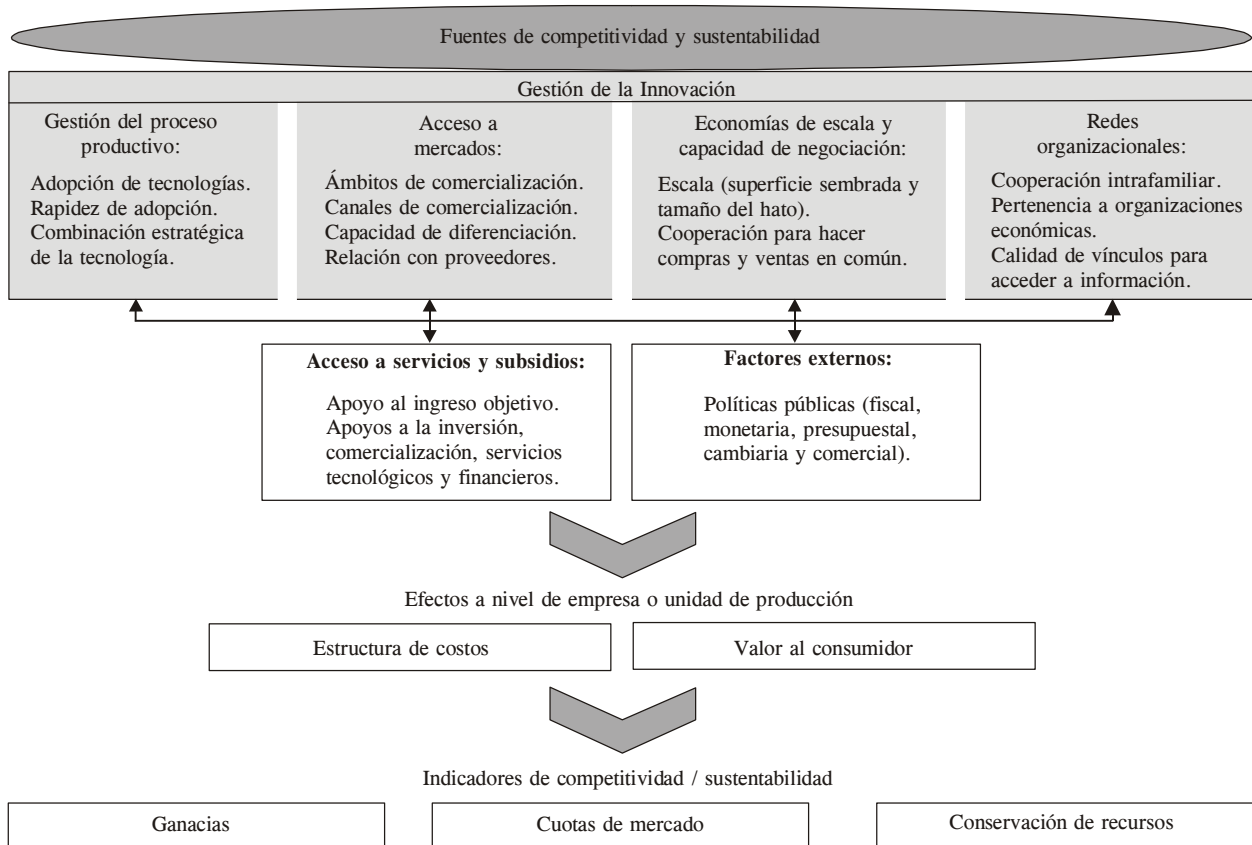 Fuentes de competitividad y sustentabilidad
Gestión de la Innovación
Gestión del proceso
productivo:
Adopción de tecnologías.
Rapidez de adopción.
Combinación estratégica
de la tecnología.
Acceso a
mercados:
Ámbitos de comercialización.
Canales de comercialización.
Capacidad de diferenciación.
Relación con proveedores.
Economías de escala y
capacidad de negociación:
Escala (superficie sembrada y
tamaño del hato).
Cooperación para hacer
compras y ventas en común.
Redes
organizacionales:
Cooperación intrafamiliar.
Pertenencia a organizaciones
económicas.
Calidad de vínculos para
acceder a información.
Acceso a servicios y subsidios:
Apoyo al ingreso objetivo.
Apoyos a la inversión,
comercialización, servicios
tecnológicos y financieros.
Factores externos:
Políticas públicas (fiscal,
monetaria, presupuestal,
cambiaria y comercial).
Efectos a nivel de empresa o unidad de producción
Estructura de costos
Valor al consumidor
Indicadores de competitividad / sustentabilidad
Ganacias
Cuotas de mercado
Conservación de recursos